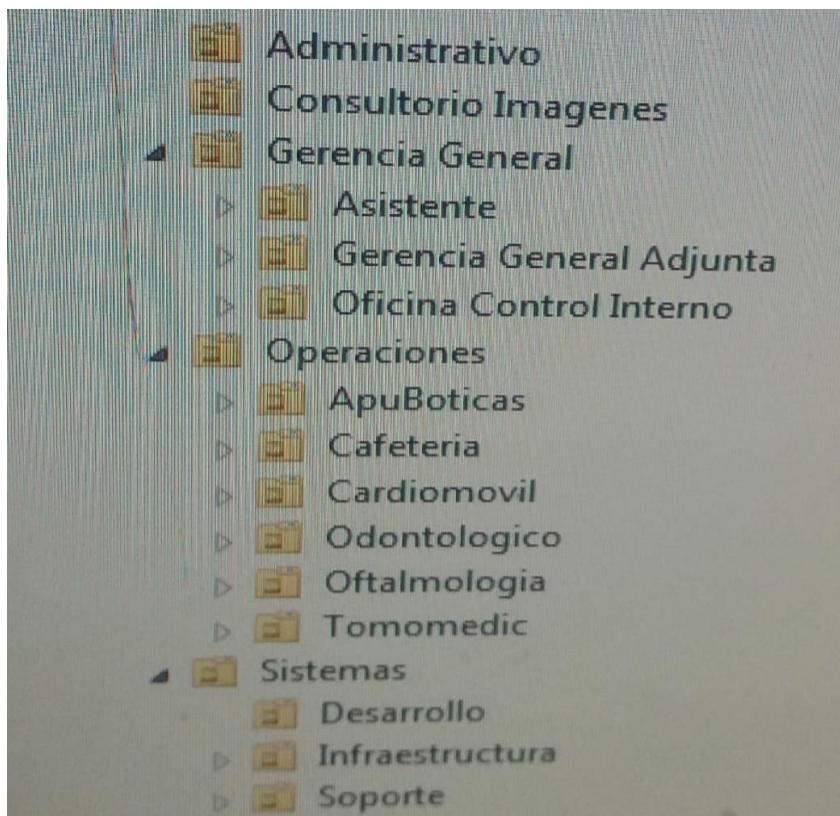 Administrativo
Consultorio Imagenes
Gerencia General
Asistente
Gerencia General Adjunta
Oficina Control Interno
Operaciones
ApuBoticas
Cafeteria
Cardiomovil
Odontologico
Oftalmologia
Tomomedic
Sistemas
Desarrollo
Infraestructura
Soporte